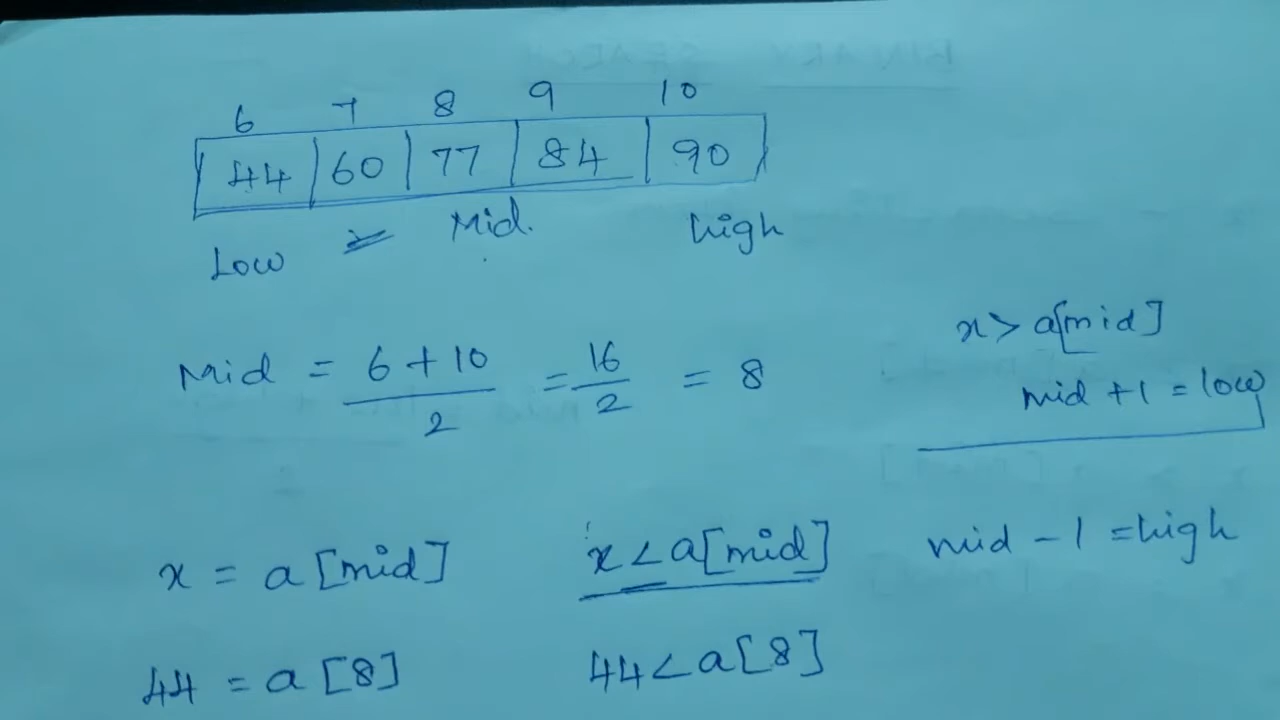 6 7 8 9 10
44 60 77 84 90
Low Mid. high
Mid = 6 + 10 / 2 = 16 / 2 = 8
x > a[mid]
mid + 1 = low
x = a [mid] x < a[mid] mid - 1 = high
44 = a [8] 44 < a [8]